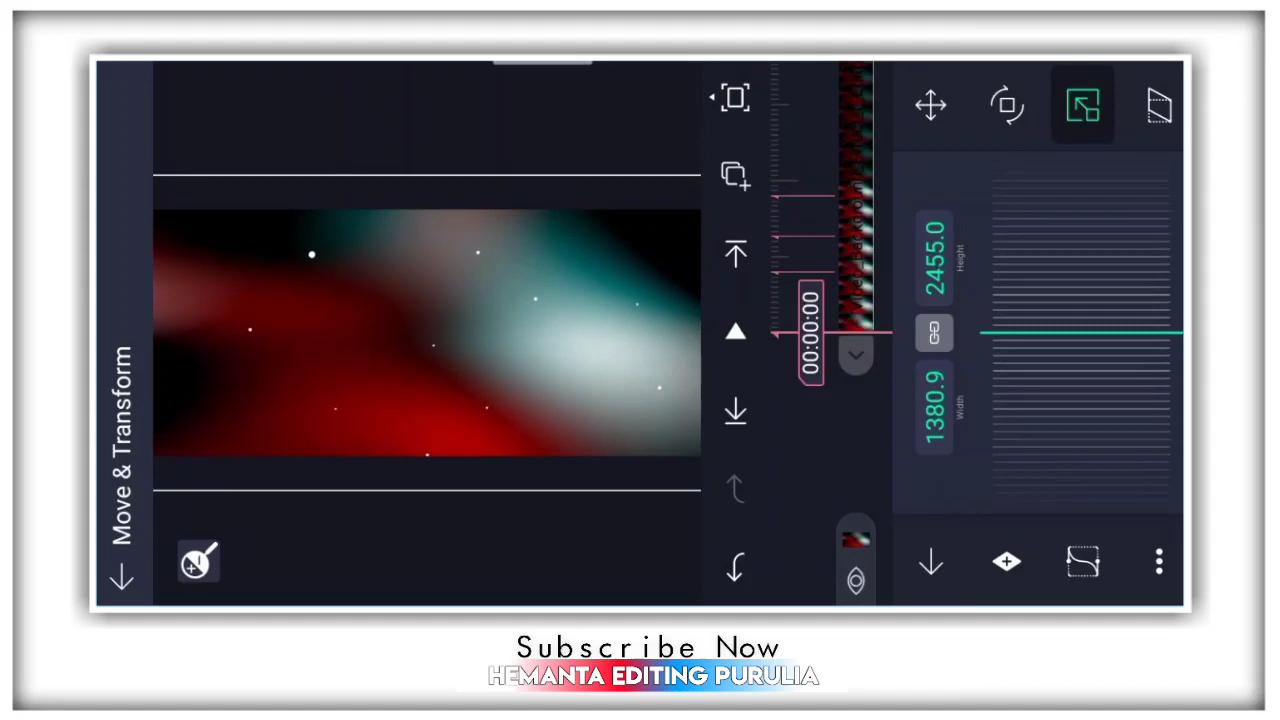 Move & Transform
00:00:00
2455.0
Height
1380.9
Width
Subscribe Now
HEMANTA EDITING PURULIA